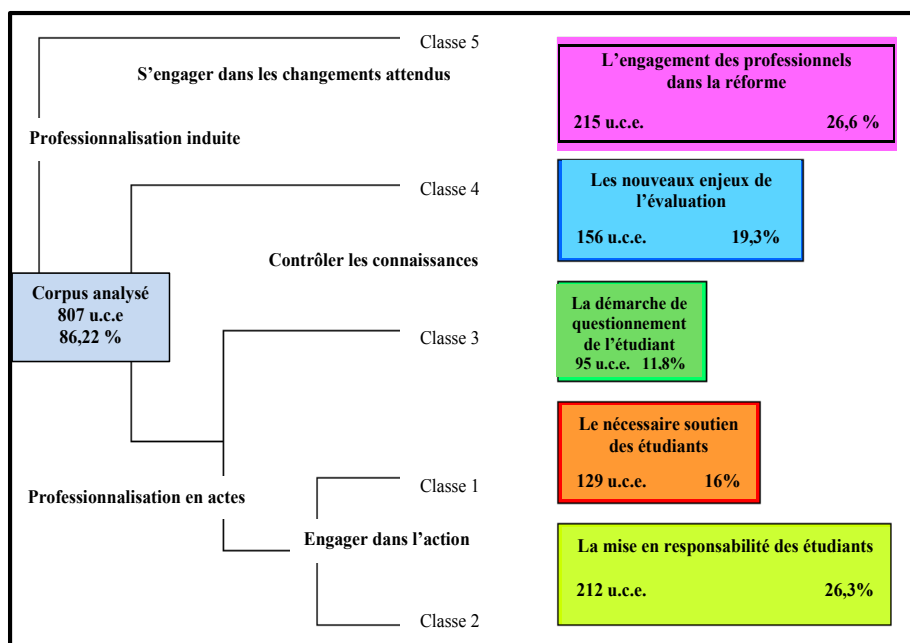 Classe 5
S'engager dans les changements attendus
L'engagement des professionnels
dans la réforme
215 u.c.e. 26,6 %
Professionnalisation induite
Classe 4
Les nouveaux enjeux de
l'évaluation
156 u.c.e. 19,3%
Contrôler les connaissances
Corpus analysé
807 u.c.e
86,22 %
Classe 3
La démarche de
questionnement
de l'étudiant
95 u.c.e. 11,8%
Le nécessaire soutien
des étudiants
129 u.c.e. 16%
Classe 1
Professionnalisation en actes
Engager dans l'action
La mise en responsabilité des étudiants
212 u.c.e. 26,3%
Classe 2